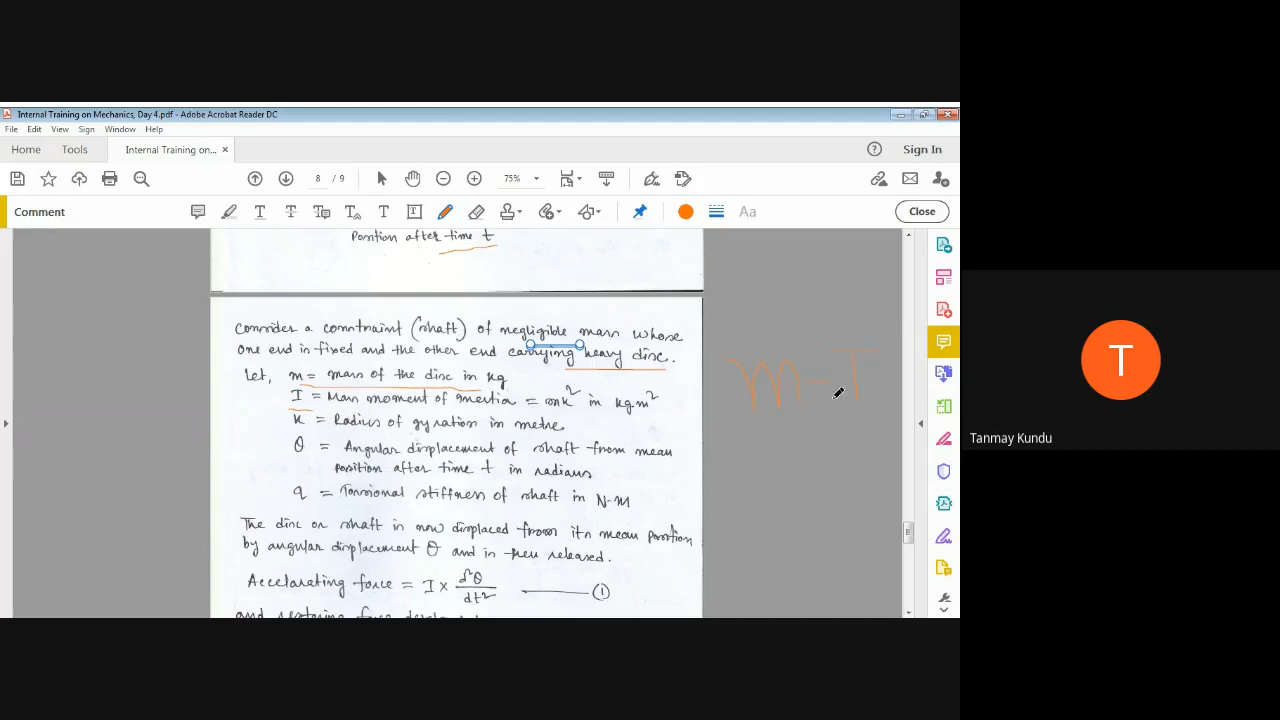 Internal Training on Mechanics, Day 4.pdf - Adobe Acrobat Reader DC
File Edit View Sign Window Help
Home Tools Internal Training on... × Sign In
8 / 9 75%
Comment Close
Position after time t
Consider a constraint (shaft) of negligible mass whose
one end is fixed and the other end carrying heavy disc.
Let, m = mass of the disc in kg
I = Mass moment of inertia = mk² in kg.m²
K = Radius of gyration in metre
θ = Angular displacement of shaft from mean
position after time t in radians
q = Torsional stiffness of shaft in N-M
The disc or shaft is now displaced from its mean position
by angular displacement θ and is then released.
Accelarating force = I × d²θ/dt² ——— ①
and restoring force
m - I
T
Tanmay Kundu